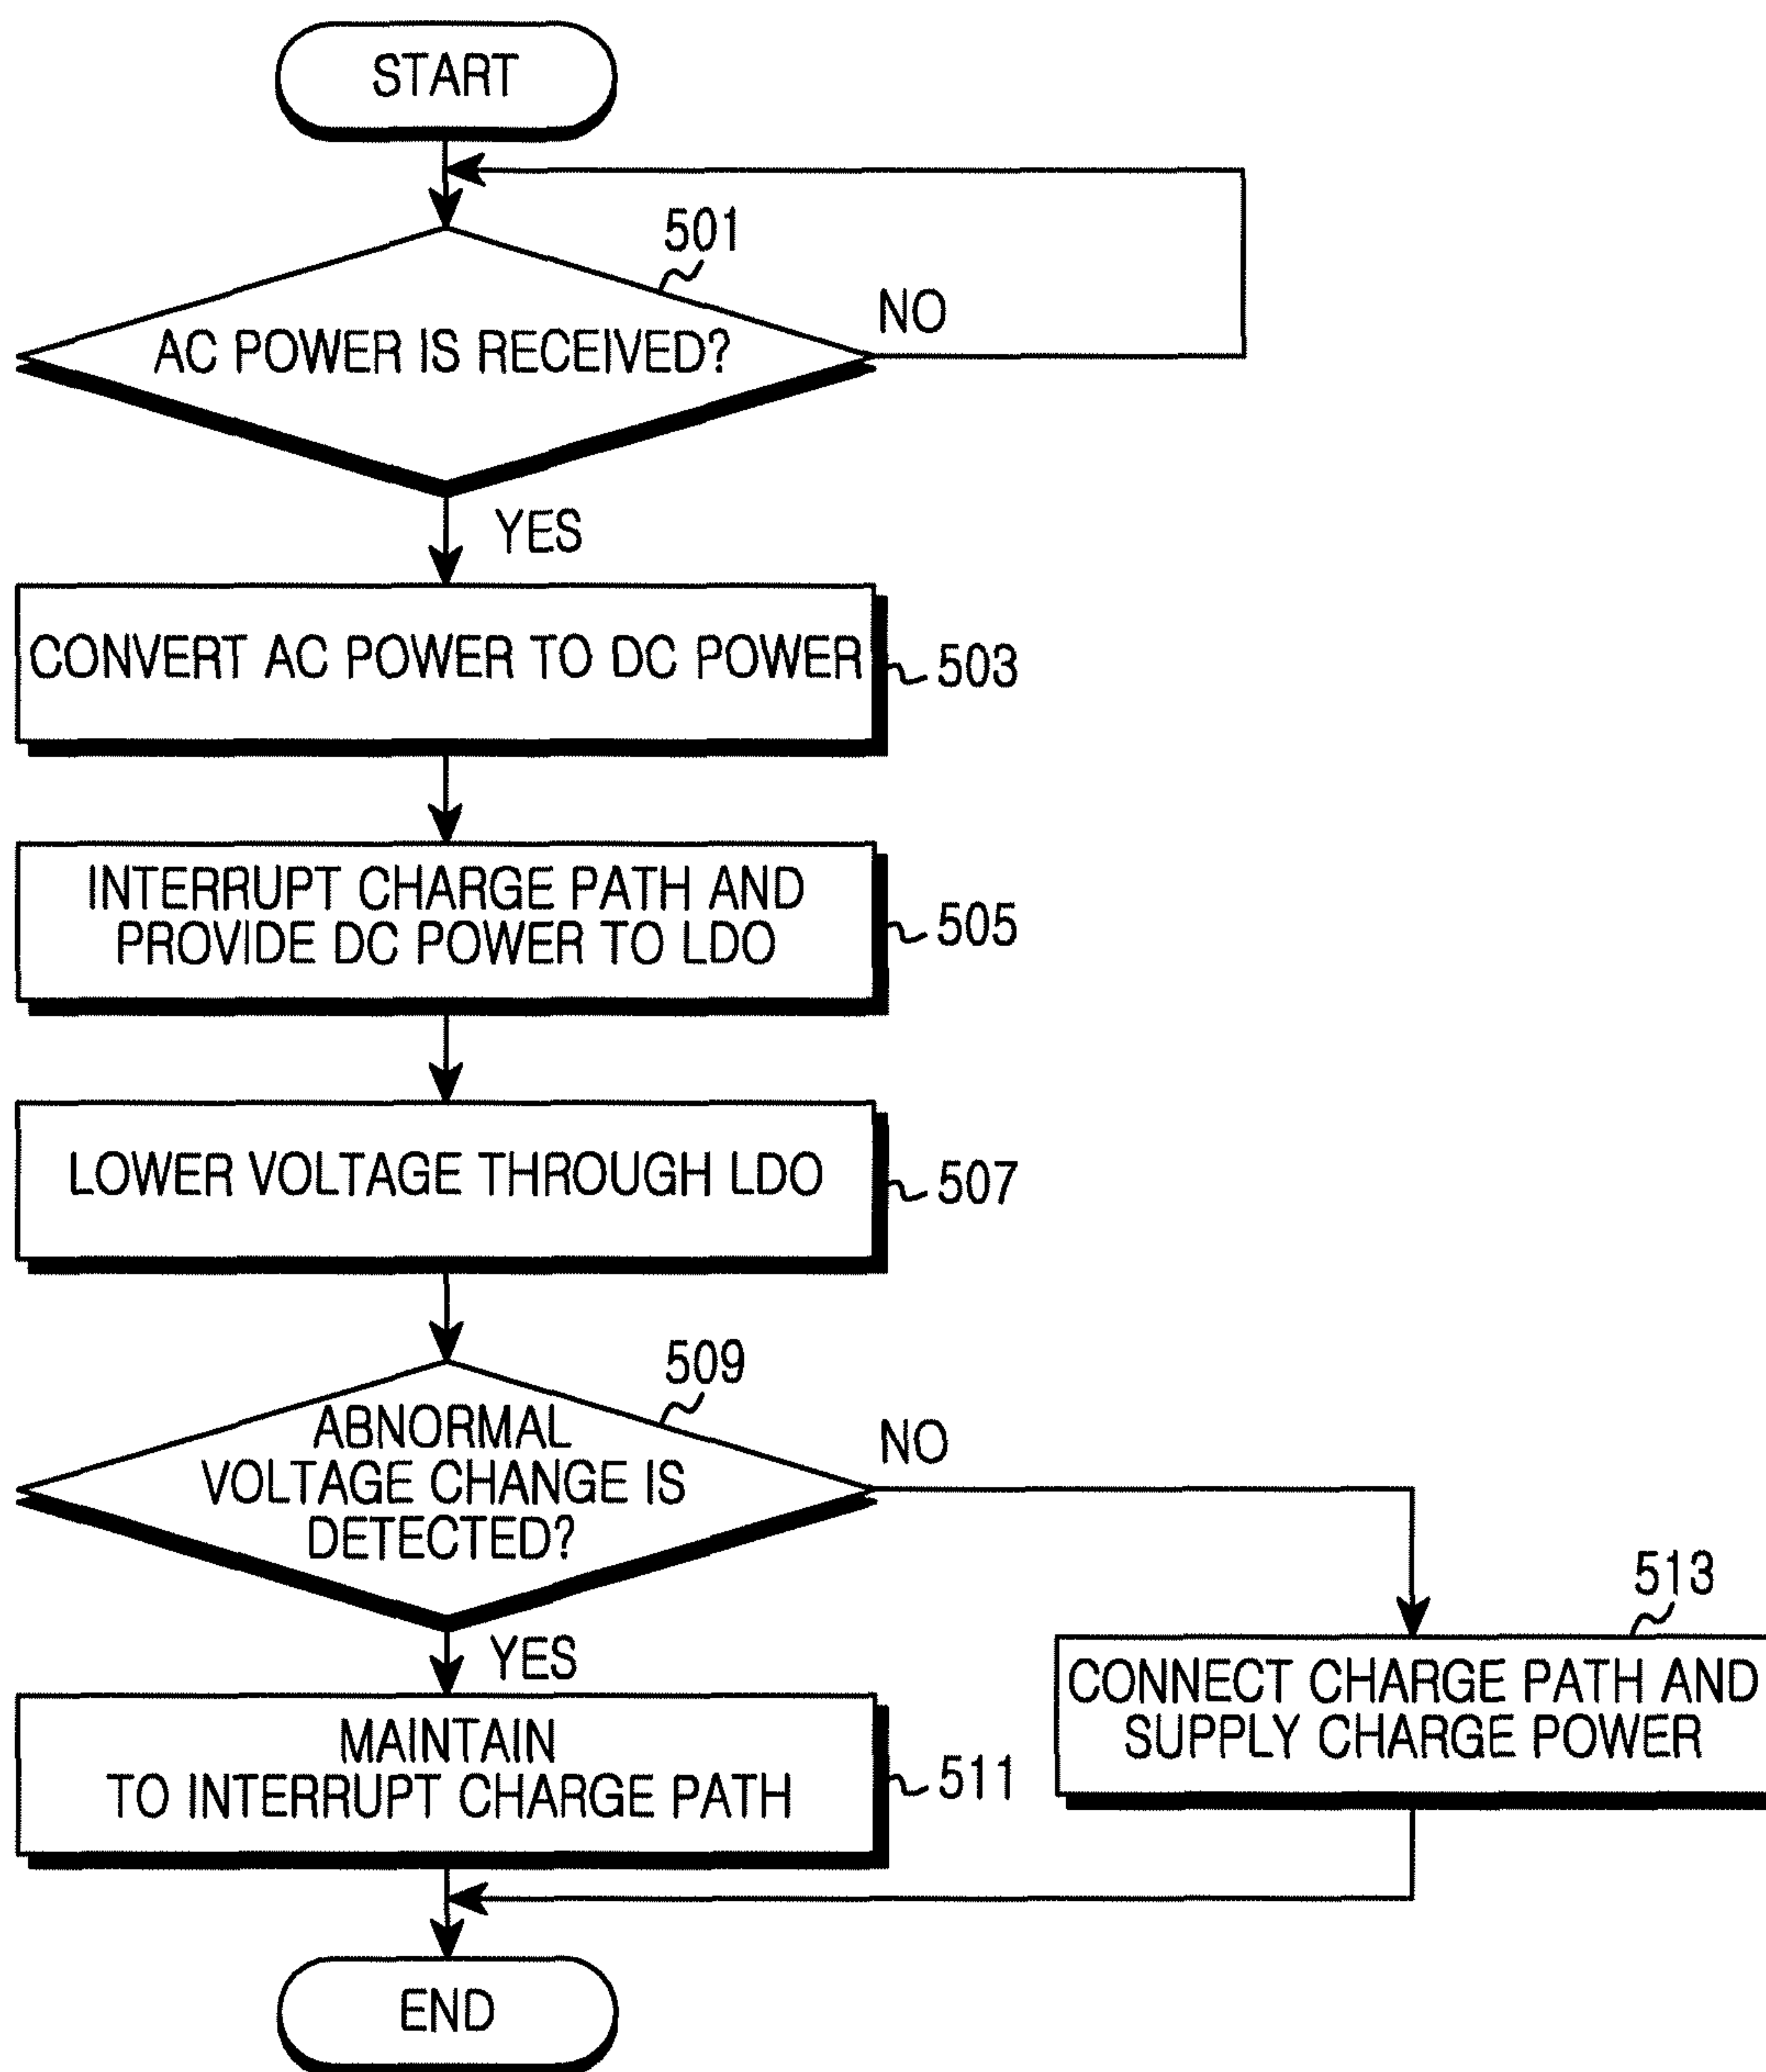 START
501
AC POWER IS RECEIVED?
NO
YES
CONVERT AC POWER TO DC POWER
503
INTERRUPT CHARGE PATH AND
PROVIDE DC POWER TO LDO
505
LOWER VOLTAGE THROUGH LDO
507
509
ABNORMAL
VOLTAGE CHANGE IS
DETECTED?
NO
YES
513
CONNECT CHARGE PATH AND
SUPPLY CHARGE POWER
MAINTAIN
TO INTERRUPT CHARGE PATH
511
END